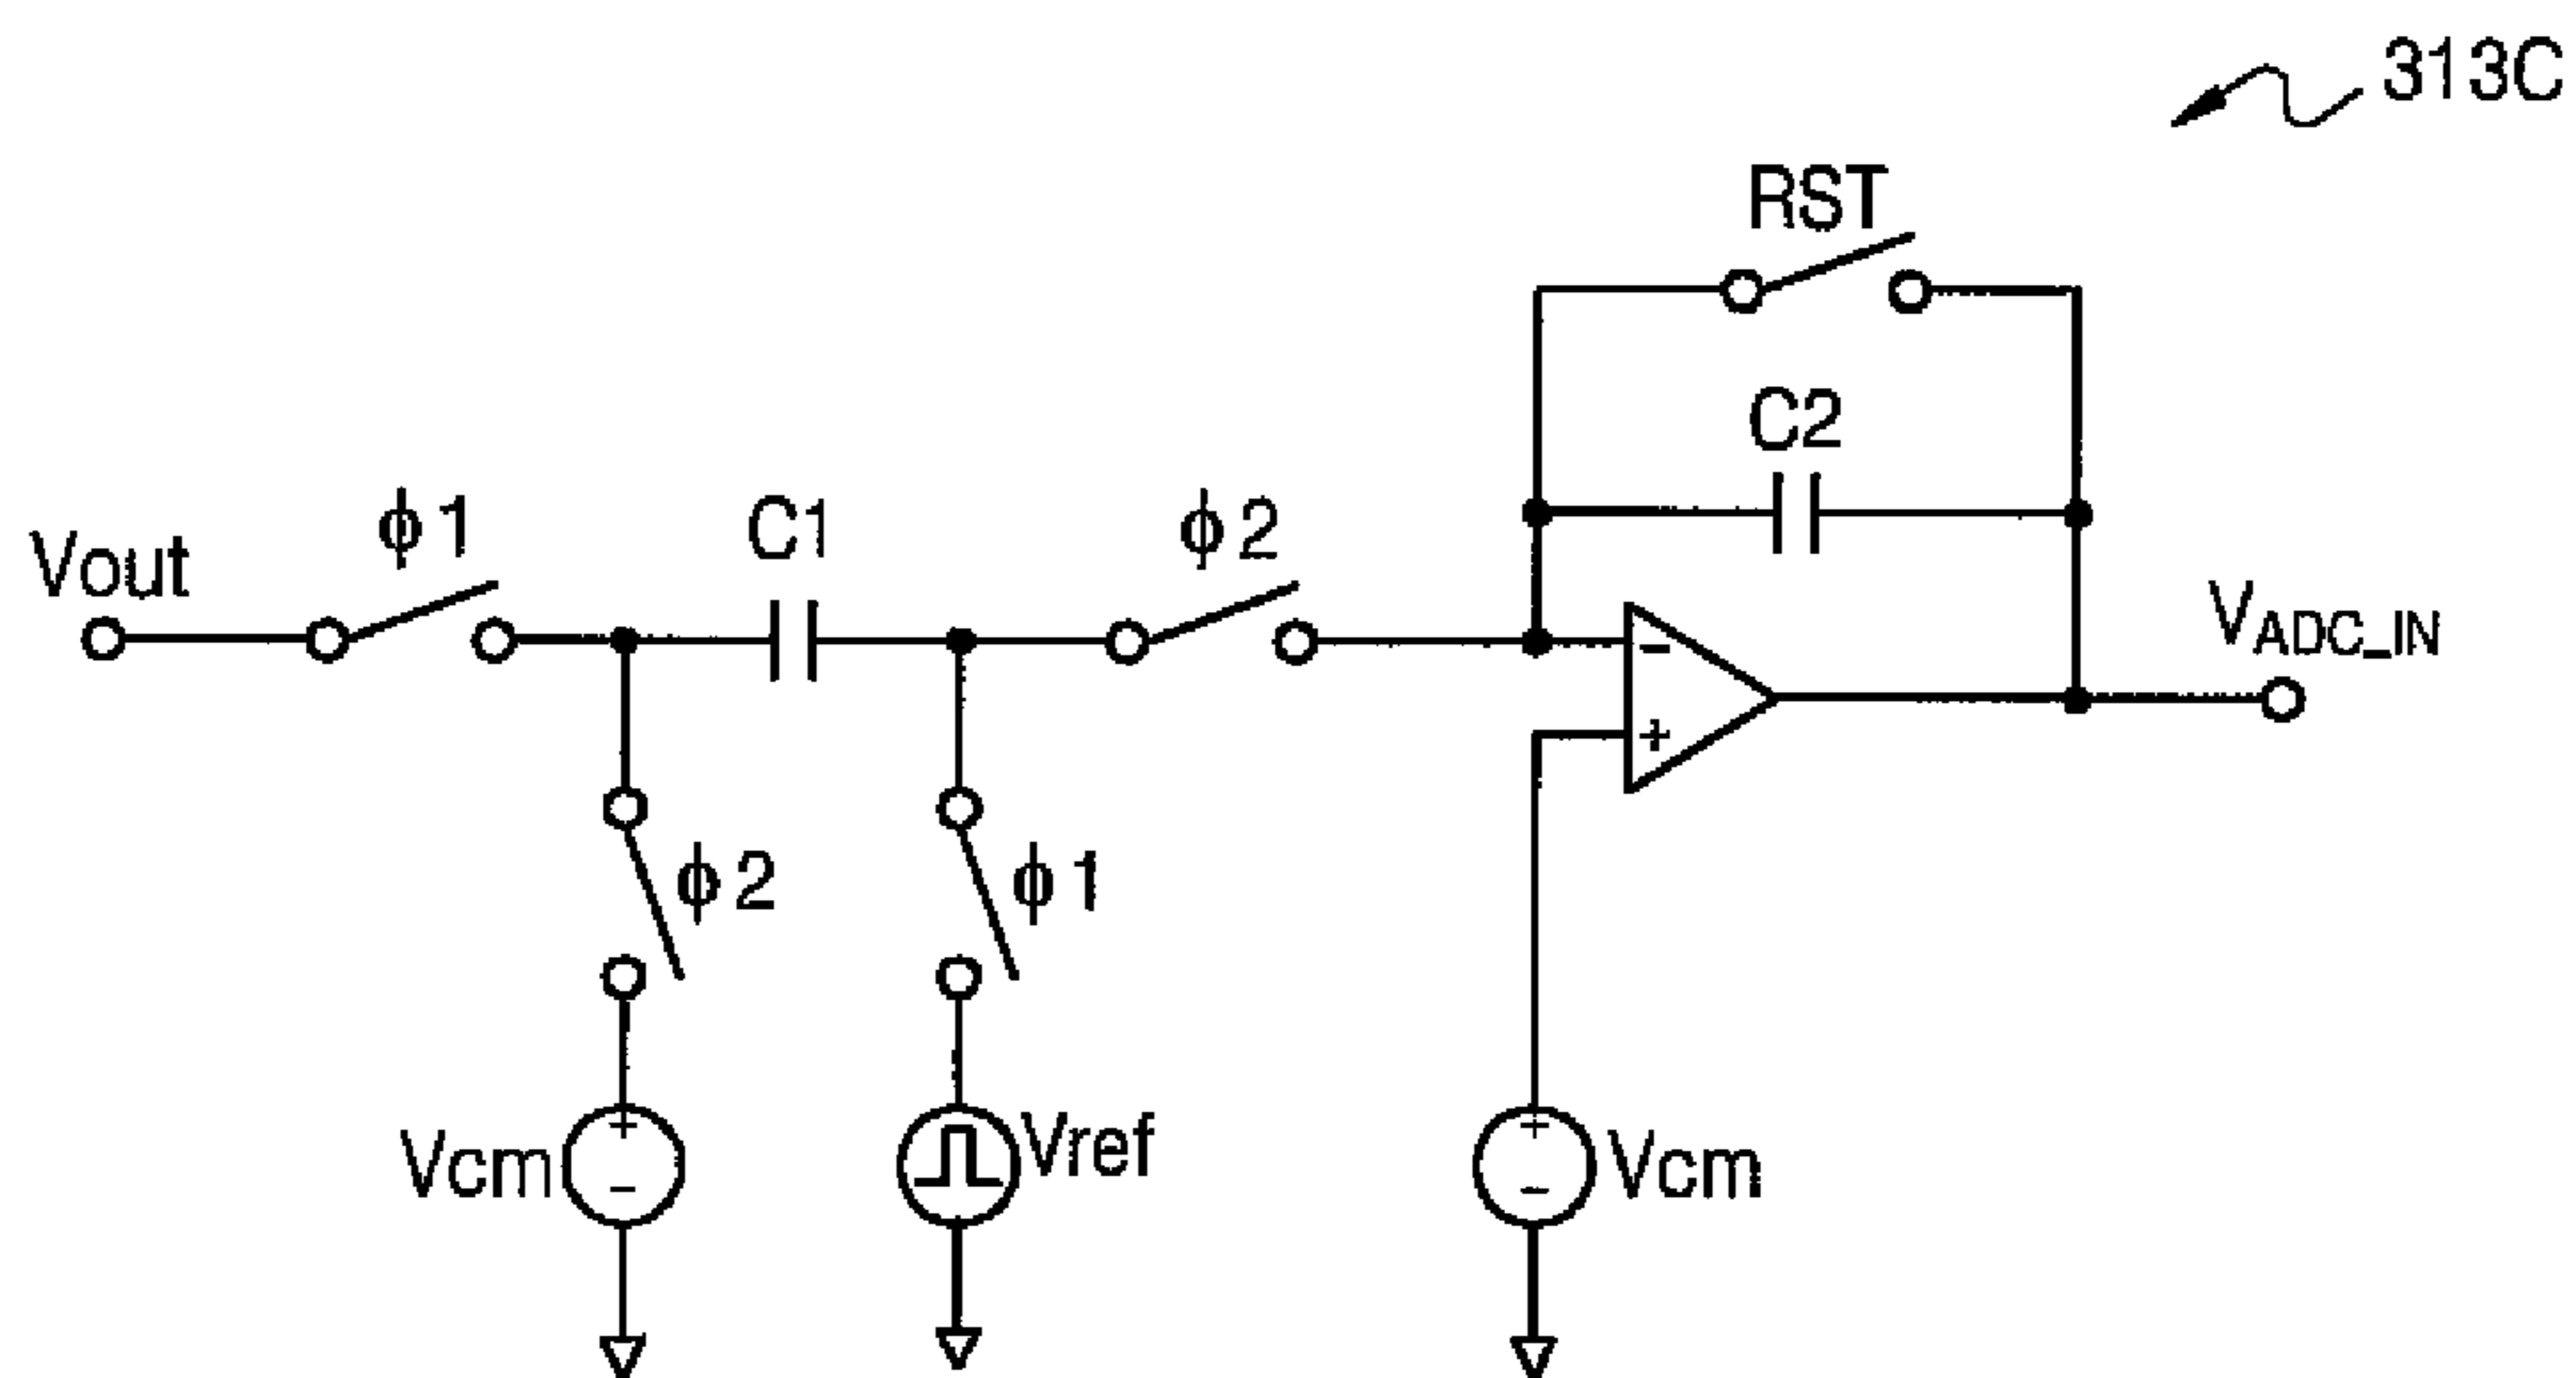 313C
RST
C2
Vout
ϕ1
C1
ϕ2
VADC_IN
-
+
ϕ2
ϕ1
Vcm
+
-
Vref
+
-
Vcm